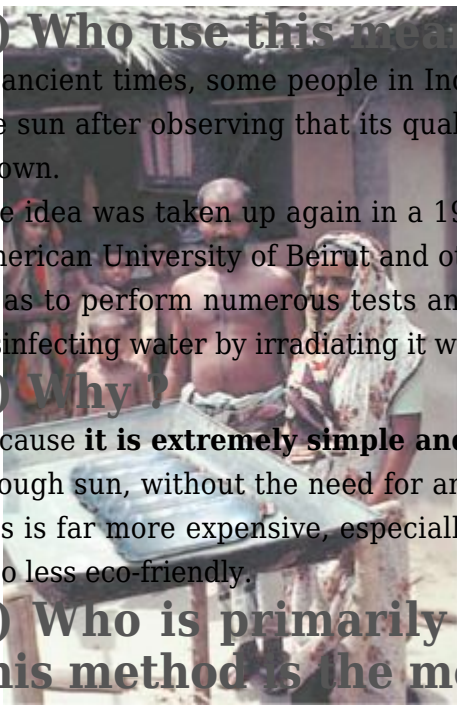 ) Who use this mean
ancient times, some people in Ind
e sun after observing that its qual
own.
e idea was taken up again in a 19
merican University of Beirut and ot
as to perform numerous tests an
sinfecting water by irradiating it w
) Why ?
cause it is extremely simple and
ough sun, without the need for an
s is far more expensive, especiall
o less eco-friendly.
) Who is primarily
his method is the mo